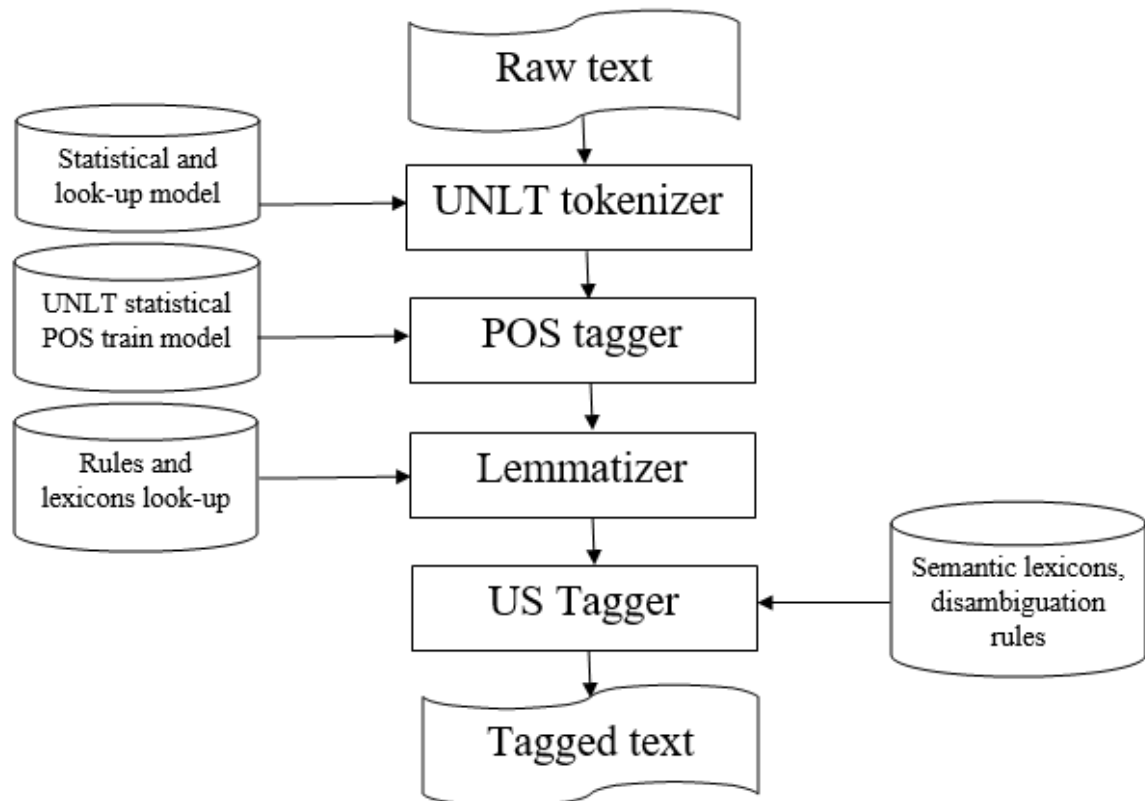 Raw text
Statistical and
look-up model
UNLT tokenizer
UNLT statistical
POS train model
POS tagger
Rules and
lexicons look-up
Lemmatizer
US Tagger
Semantic lexicons,
disambiguation
rules
Tagged text